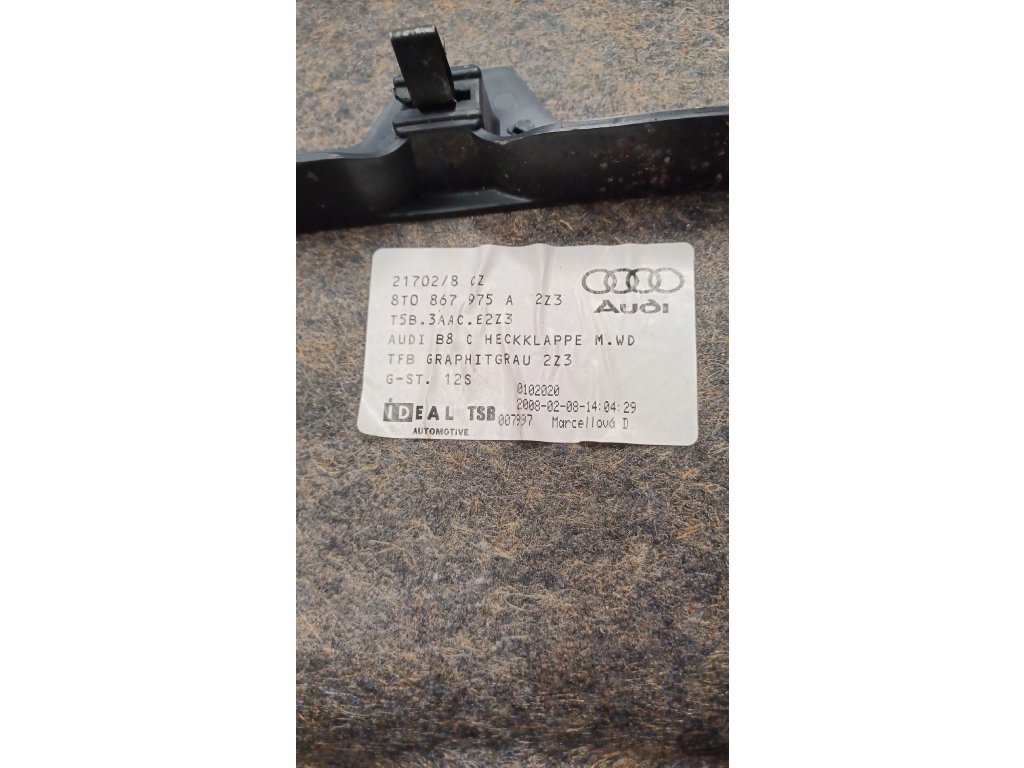 21702/8 CZ
8T0 867 975 A 2Z3
Audi
T5B.3AAC.E2Z3
AUDI B8 C HECKKLAPPE M.WD
TFB GRAPHITGRAU 2Z3
G-ST. 12S
0102020
2008-02-08-14:04:29
iDEAL TSB 007997 Marcellová D.
AUTOMOTIVE